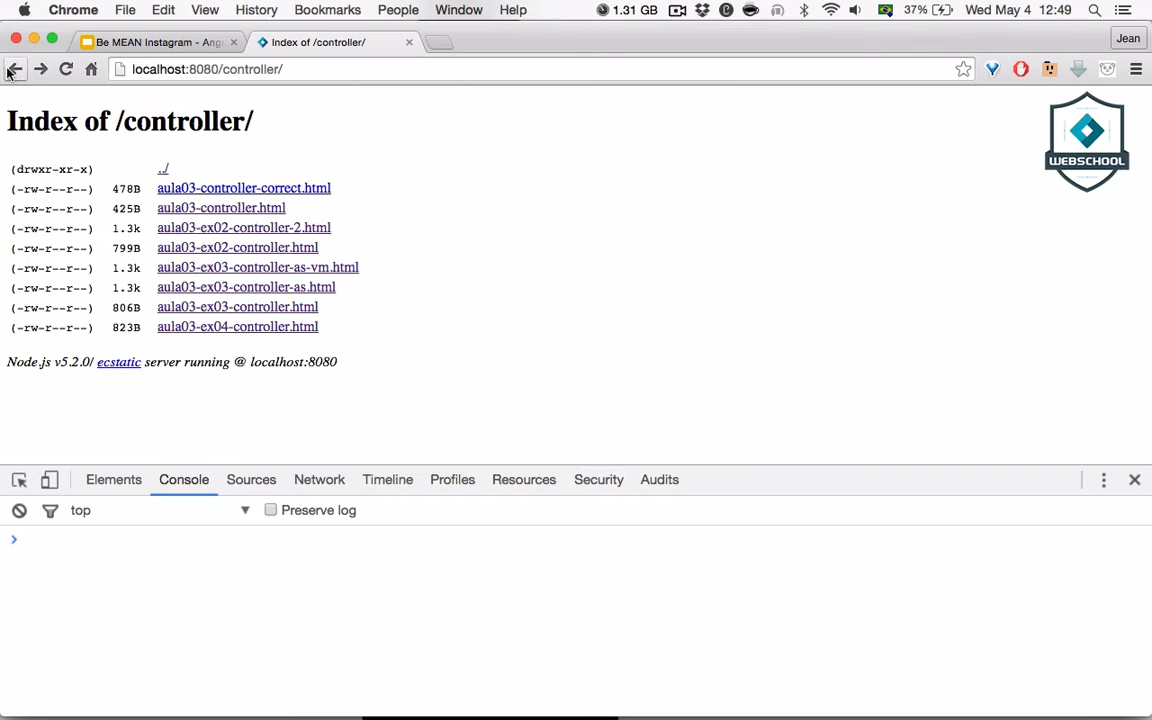 Chrome File Edit View History Bookmarks People Window Help 1.31 GB 37% Wed May 4 12:49
Be MEAN Instagram - Ang Index of /controller/ Jean
localhost:8080/controller/
Index of /controller/
WEBSCHOOL
(drwxr-xr-x) ../
(-rw-r--r--) 478B aula03-controller-correct.html
(-rw-r--r--) 425B aula03-controller.html
(-rw-r--r--) 1.3k aula03-ex02-controller-2.html
(-rw-r--r--) 799B aula03-ex02-controller.html
(-rw-r--r--) 1.3k aula03-ex03-controller-as-vm.html
(-rw-r--r--) 1.3k aula03-ex03-controller-as.html
(-rw-r--r--) 806B aula03-ex03-controller.html
(-rw-r--r--) 823B aula03-ex04-controller.html
Node.js v5.2.0/ ecstatic server running @ localhost:8080
Elements Console Sources Network Timeline Profiles Resources Security Audits
top Preserve log